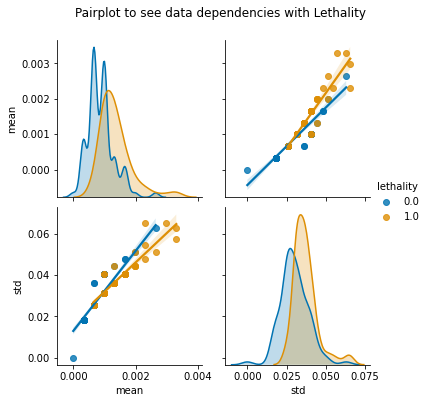 Pairplot to see data dependencies with Lethality
0.003
0.002
0.001
0.000
mean
lethality
0.0
1.0
0.06
0.04
0.02
0.00
std
0.000 0.002 0.004
mean
0.000 0.025 0.050 0.075
std